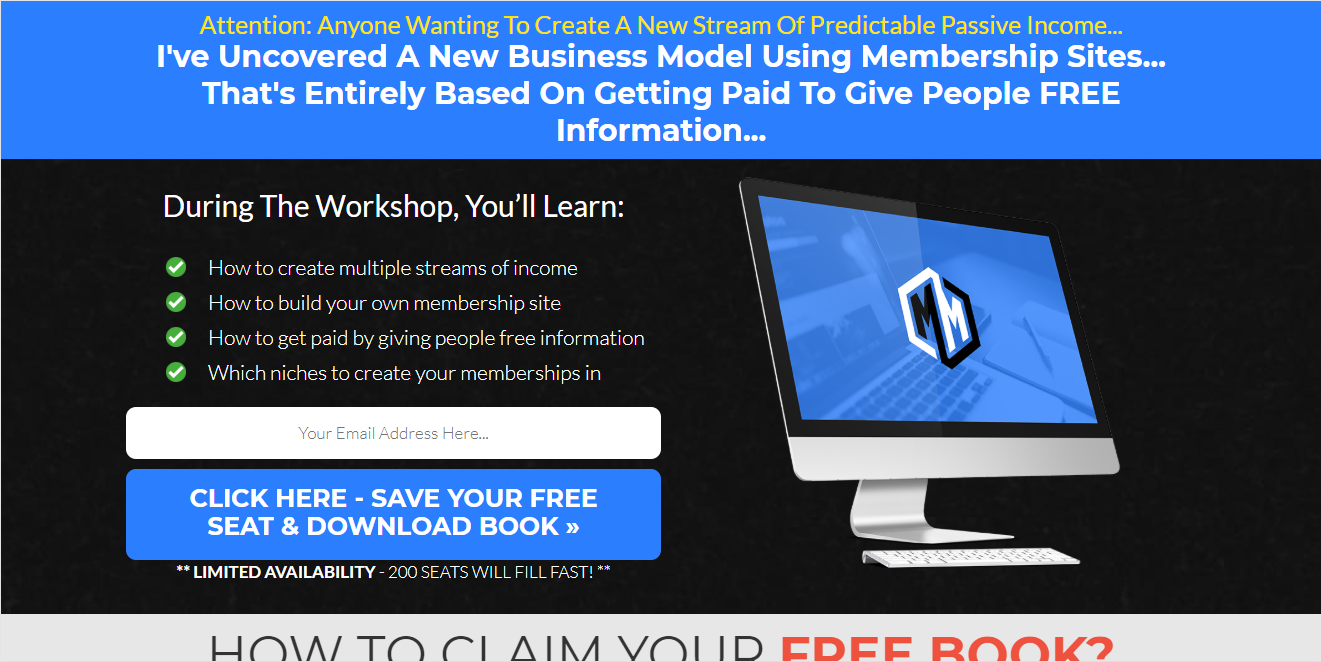 Attention: Anyone Wanting To Create A New Stream Of Predictable Passive Income...
I've Uncovered A New Business Model Using Membership Sites...
That's Entirely Based On Getting Paid To Give People FREE
Information...
During The Workshop, You’ll Learn:
How to create multiple streams of income
How to build your own membership site
How to get paid by giving people free information
Which niches to create your memberships in
Your Email Address Here...
CLICK HERE - SAVE YOUR FREE
SEAT & DOWNLOAD BOOK »
** LIMITED AVAILABILITY - 200 SEATS WILL FILL FAST! **
MM
HOW TO CLAIM YOUR FREE BOOK?